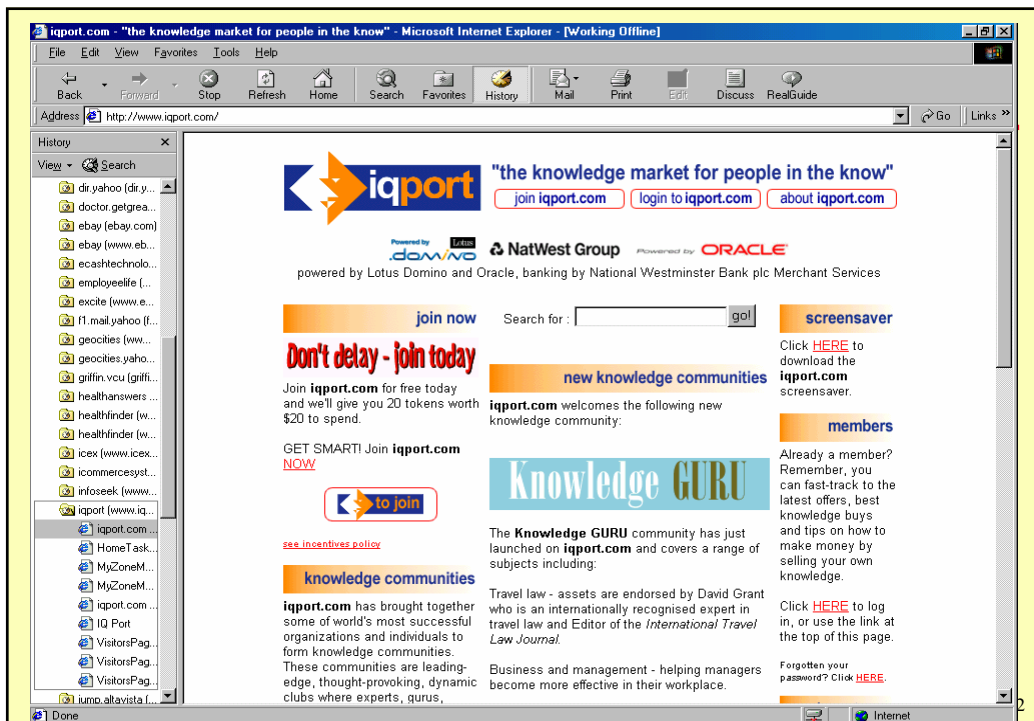 iqport.com - "the knowledge market for people in the know" - Microsoft Internet Explorer - [Working Offline]
File Edit View Favorites Tools Help
Back Forward Stop Refresh Home Search Favorites History Mail Print Edit Discuss RealGuide
Address http://www.iqport.com/ Go Links »
History
View Search
dir.yahoo (dir.y...
doctor.getgrea...
ebay (ebay.com)
ebay (www.eb...
ecashtechnolo...
employeelife (...
excite (www.e...
f1.mail.yahoo (f...
geocities (ww...
geocities.yaho...
griffin.vcu (griffi...
healthanswers ...
healthfinder (w...
healthfinder (w...
icex (www.icex...
icommercesyst...
infoseek (www...
iqport (www.iq...
iqport.com ...
HomeTask...
MyZoneM...
MyZoneM...
iqport.com ...
IQ Port
VisitorsPag...
VisitorsPag...
VisitorsPag...
jump.altavista (...
iqport
"the knowledge market for people in the know"
join iqport.com login to iqport.com about iqport.com
Powered by Lotus Domino NatWest Group Powered by ORACLE
powered by Lotus Domino and Oracle, banking by National Westminster Bank plc Merchant Services
join now
Don't delay - join today
Join iqport.com for free today
and we'll give you 20 tokens worth
$20 to spend.
GET SMART! Join iqport.com
NOW
to join
see incentives policy
knowledge communities
iqport.com has brought together
some of world's most successful
organizations and individuals to
form knowledge communities.
These communities are leading-
edge, thought-provoking, dynamic
clubs where experts, gurus,
Search for : go!
new knowledge communities
iqport.com welcomes the following new
knowledge community:
Knowledge GURU
The Knowledge GURU community has just
launched on iqport.com and covers a range of
subjects including:
Travel law - assets are endorsed by David Grant
who is an internationally recognised expert in
travel law and Editor of the International Travel
Law Journal.
Business and management - helping managers
become more effective in their workplace.
screensaver
Click HERE to
download the
iqport.com
screensaver.
members
Already a member?
Remember, you
can fast-track to the
latest offers, best
knowledge buys
and tips on how to
make money by
selling your own
knowledge.
Click HERE to log
in, or use the link at
the top of this page.
Forgotten your
password? Click HERE.
Done Internet
2